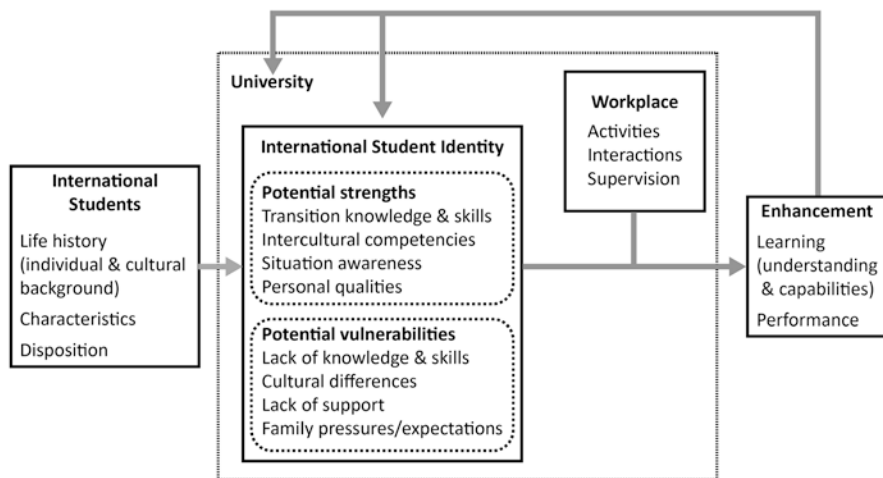 University
International
Students
Life history
(individual & cultural
background)
Characteristics
Disposition
International Student Identity
Potential strengths
Transition knowledge & skills
Intercultural competencies
Situation awareness
Personal qualities
Potential vulnerabilities
Lack of knowledge & skills
Cultural differences
Lack of support
Family pressures/expectations
Workplace
Activities
Interactions
Supervision
Enhancement
Learning
(understanding
& capabilities)
Performance